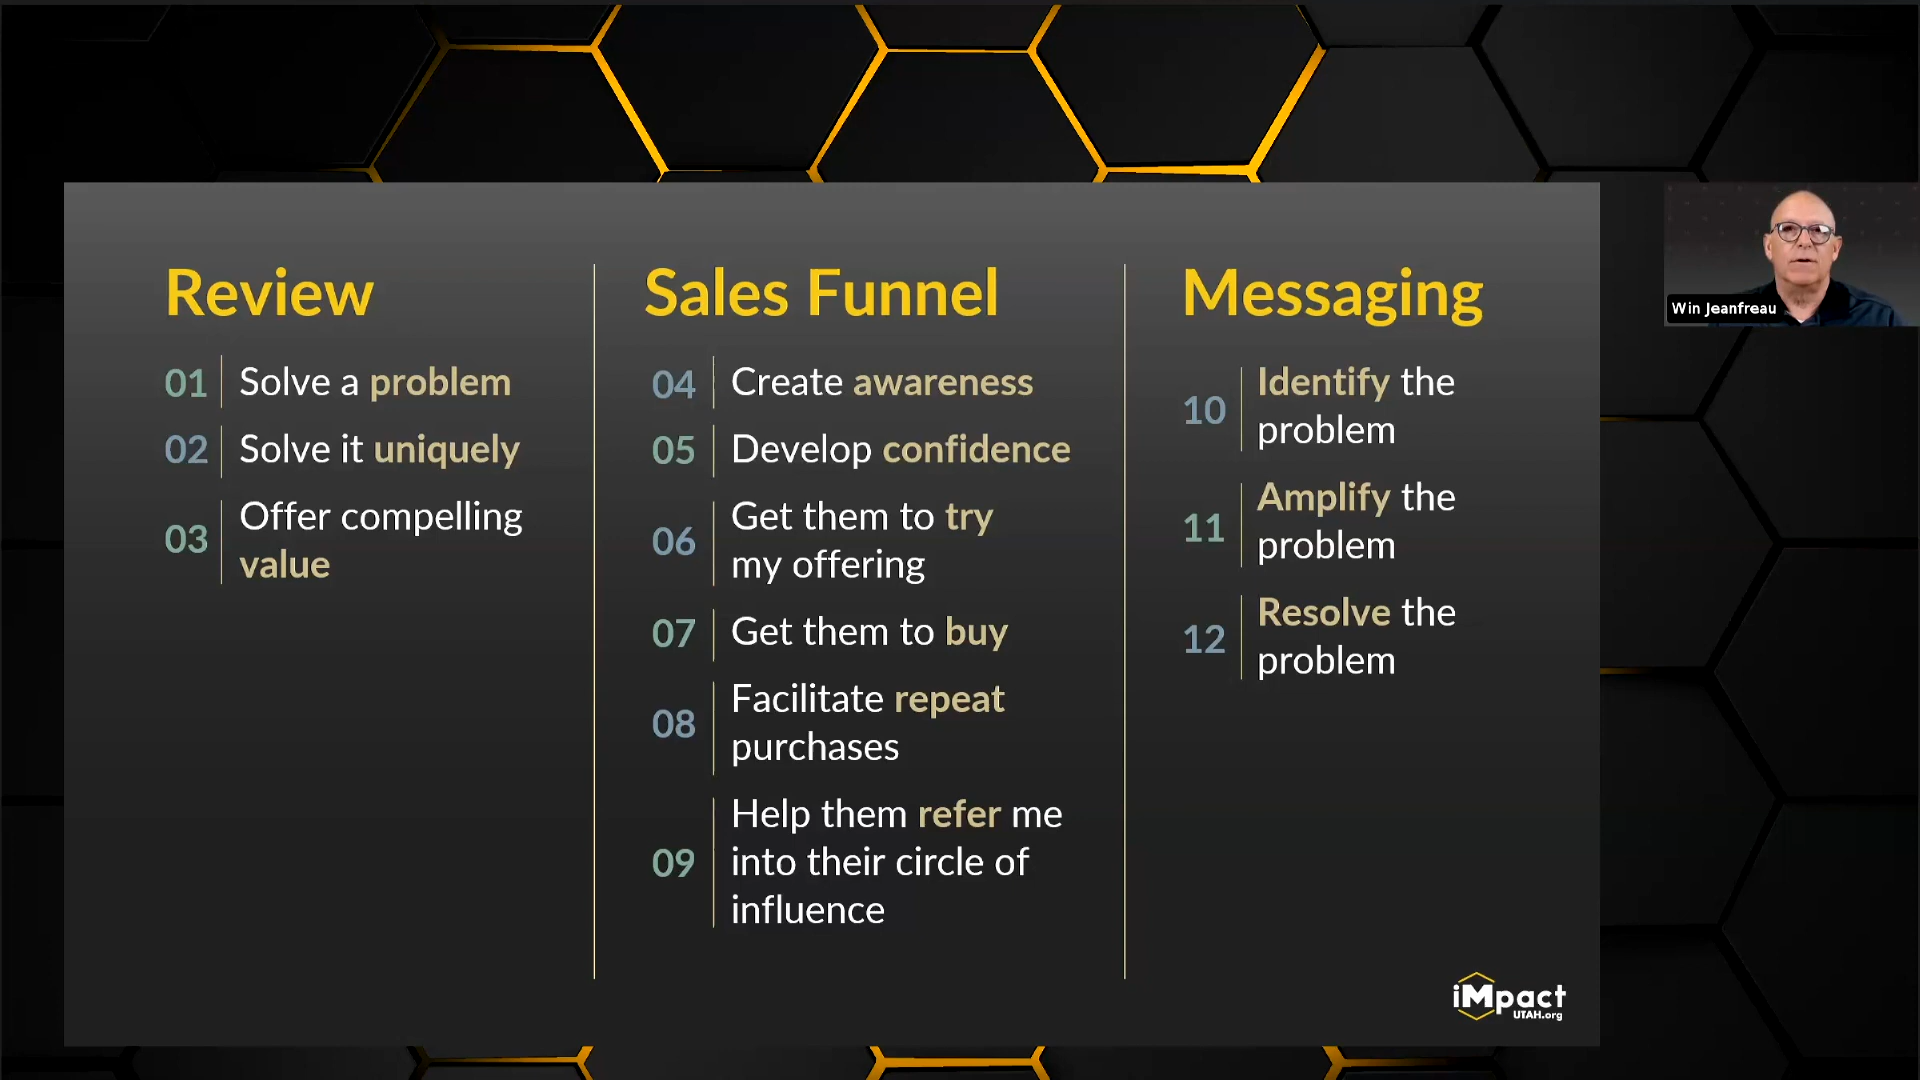 Review
01 Solve a problem
02 Solve it uniquely
03 Offer compelling
value
Sales Funnel
04 Create awareness
05 Develop confidence
06 Get them to try
my offering
07 Get them to buy
08 Facilitate repeat
purchases
09 Help them refer me
into their circle of
influence
Messaging
10 Identify the
problem
11 Amplify the
problem
12 Resolve the
problem
Win Jeanfreau
iMpact
UTAH.org